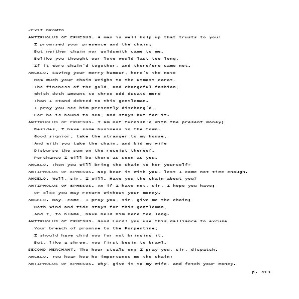 ANTIPHOLUS OF EPHESUS. A man is well holp up that trusts to you!
I promised your presence and the chain;
But neither chain nor goldsmith came to me.
Belike you thought our love would last too long,
If it were chain'd together, and therefore came not.
ANGELO. Saving your merry humour, here's the note
How much your chain weighs to the utmost carat,
The fineness of the gold, and chargeful fashion,
Which doth amount to three odd ducats more
Than I stand debted to this gentleman.
I pray you see him presently discharg'd,
For he is bound to sea, and stays but for it.
ANTIPHOLUS OF EPHESUS. I am not furnish'd with the present money;
Besides, I have some business in the town.
Good signior, take the stranger to my house,
And with you take the chain, and bid my wife
Disburse the sum on the receipt thereof.
Perchance I will be there as soon as you.
ANGELO. Then you will bring the chain to her yourself?
ANTIPHOLUS OF EPHESUS. No; bear it with you, lest I come not time enough.
ANGELO. Well, sir, I will. Have you the chain about you?
ANTIPHOLUS OF EPHESUS. An if I have not, sir, I hope you have;
Or else you may return without your money.
ANGELO. Nay, come, I pray you, sir, give me the chain;
Both wind and tide stays for this gentleman,
And I, to blame, have held him here too long.
ANTIPHOLUS OF EPHESUS. Good Lord! you use this dalliance to excuse
Your breach of promise to the Porpentine;
I should have chid you for not bringing it,
But, like a shrew, you first begin to brawl.
SECOND MERCHANT. The hour steals on; I pray you, sir, dispatch.
ANGELO. You hear how he importunes me-the chain!
ANTIPHOLUS OF EPHESUS. Why, give it to my wife, and fetch your money.